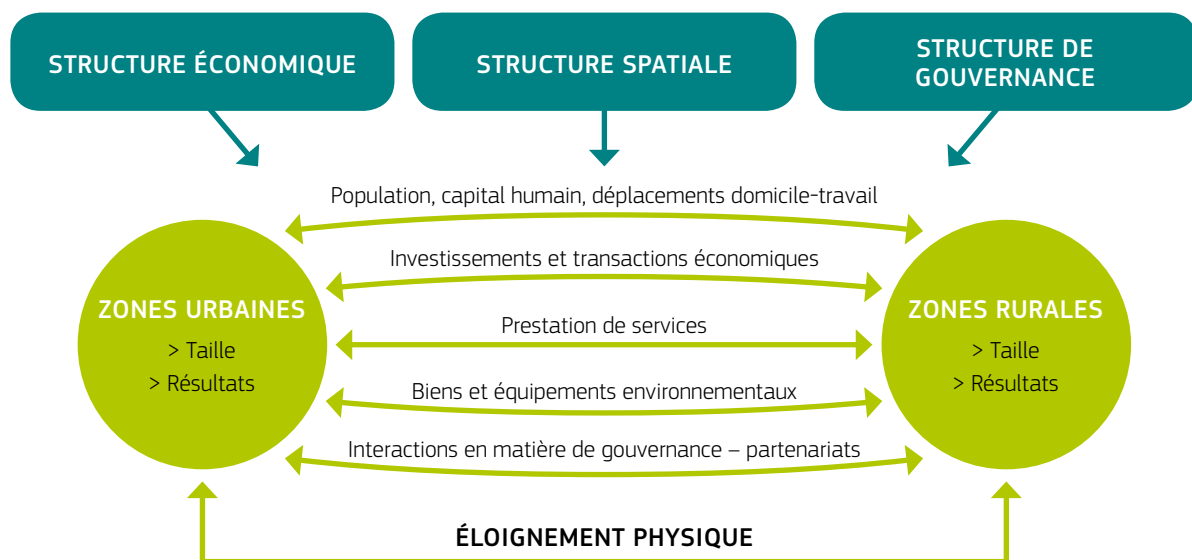 STRUCTURE ÉCONOMIQUE
STRUCTURE SPATIALE
STRUCTURE DE
GOUVERNANCE
Population, capital humain, déplacements domicile-travail
Investissements et transactions économiques
ZONES URBAINES
> Taille
> Résultats
Prestation de services
ZONES RURALES
> Taille
> Résultats
Biens et équipements environnementaux
Interactions en matière de gouvernance – partenariats
ÉLOIGNEMENT PHYSIQUE